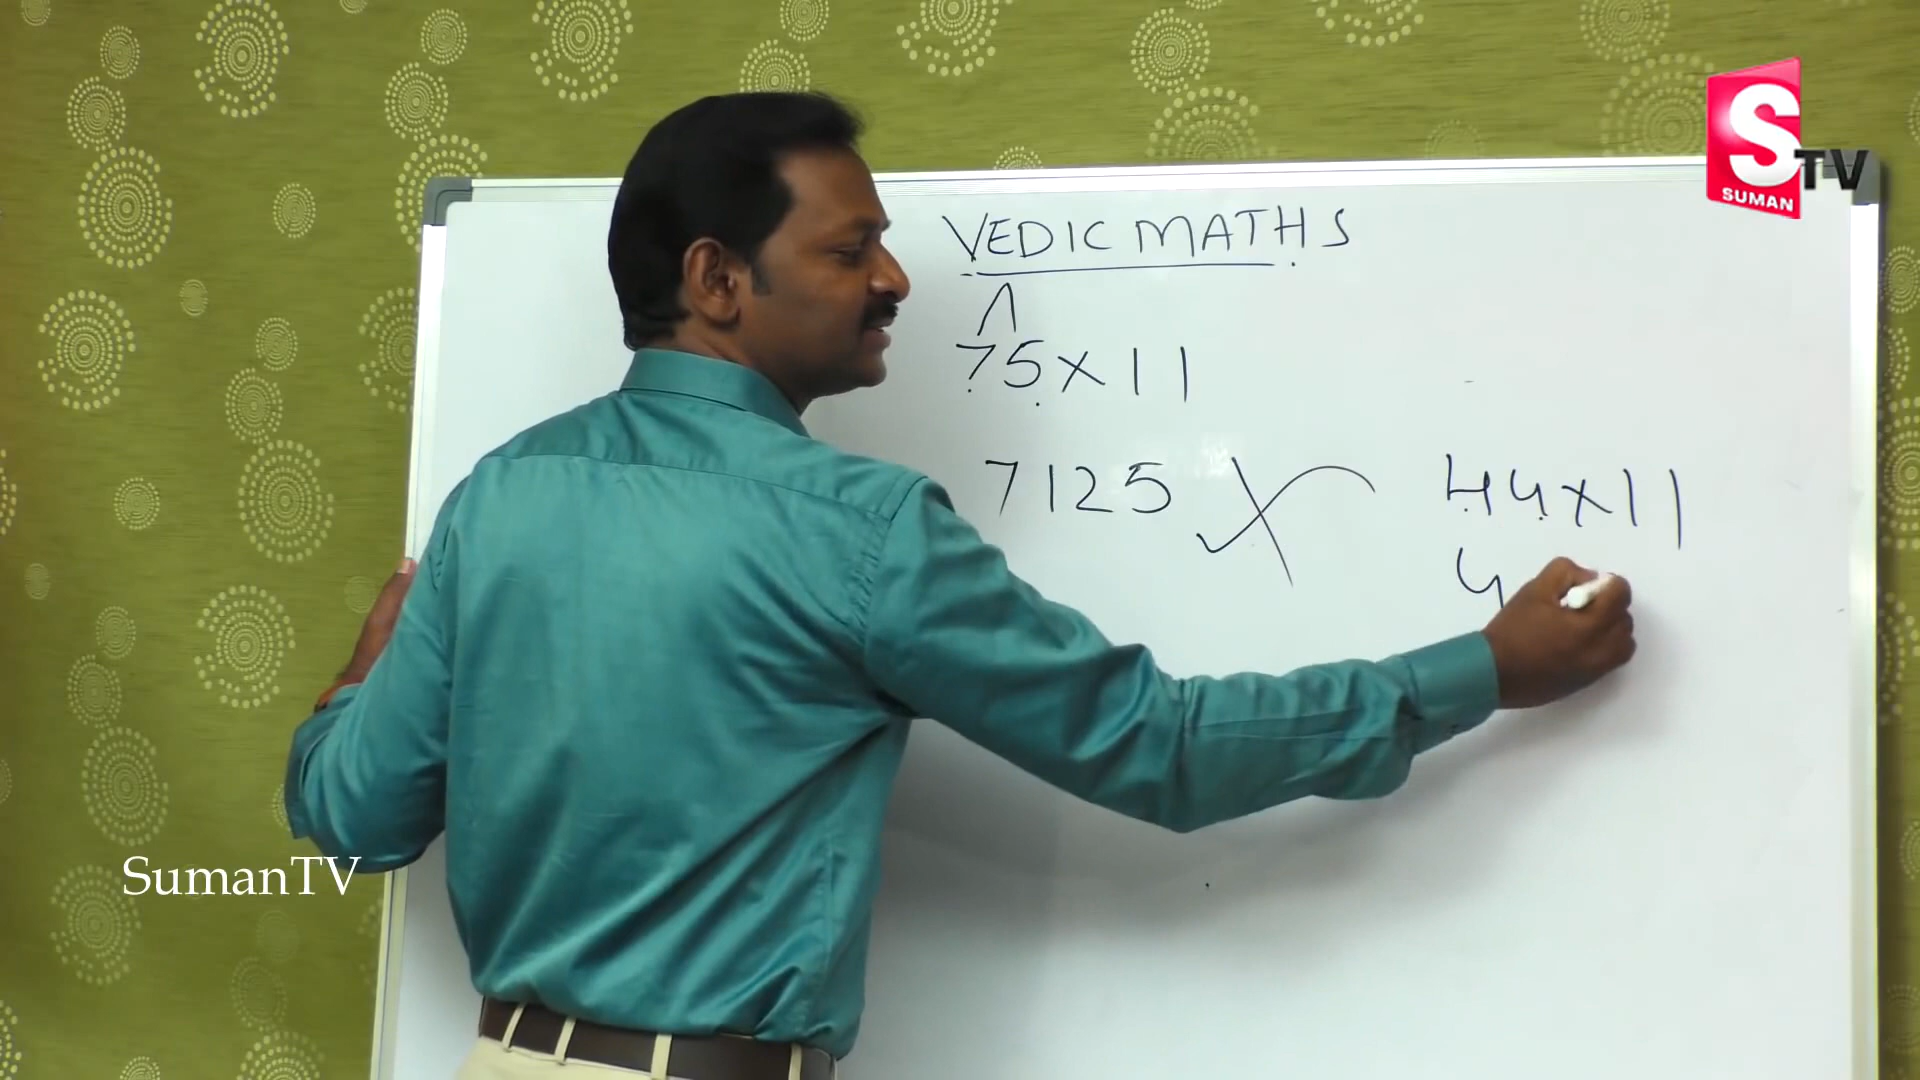 S TV
SUMAN
VEDIC MATHS
75 x 11
7125
44 x 11
4
SumanTV